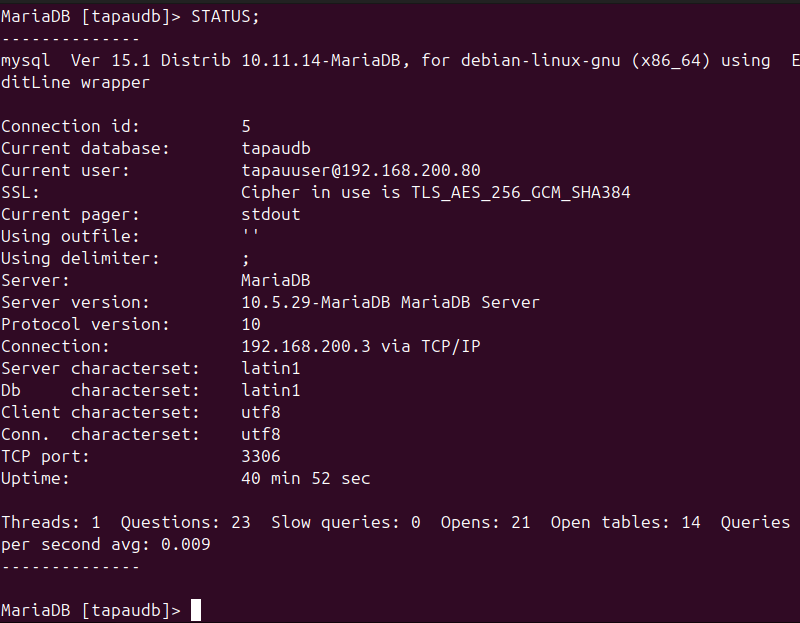 MariaDB [tapaudb]> STATUS;
--------------
mysql  Ver 15.1 Distrib 10.11.14-MariaDB, for debian-linux-gnu (x86_64) using  E
ditLine wrapper

Connection id:          5
Current database:       tapaudb
Current user:           tapauuser@192.168.200.80
SSL:                    Cipher in use is TLS_AES_256_GCM_SHA384
Current pager:          stdout
Using outfile:          ''
Using delimiter:        ;
Server:                 MariaDB
Server version:         10.5.29-MariaDB MariaDB Server
Protocol version:       10
Connection:             192.168.200.3 via TCP/IP
Server characterset:    latin1
Db     characterset:    latin1
Client characterset:    utf8
Conn.  characterset:    utf8
TCP port:               3306
Uptime:                 40 min 52 sec

Threads: 1  Questions: 23  Slow queries: 0  Opens: 21  Open tables: 14  Queries
per second avg: 0.009
--------------

MariaDB [tapaudb]>